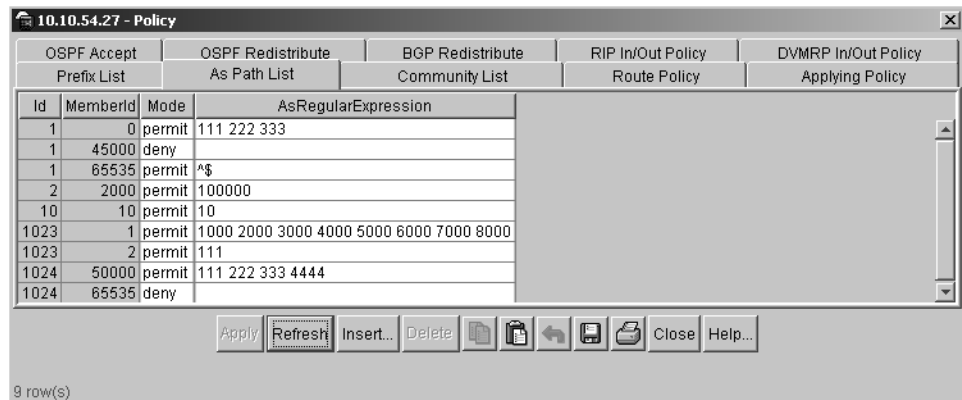 10.10.54.27 - Policy
OSPF Accept OSPF Redistribute BGP Redistribute RIP In/Out Policy DVMRP In/Out Policy
Prefix List As Path List Community List Route Policy Applying Policy
Id MemberId Mode AsRegularExpression
1 0 permit 111 222 333
1 45000 deny
1 65535 permit ^$
2 2000 permit 100000
10 10 permit 10
1023 1 permit 1000 2000 3000 4000 5000 6000 7000 8000
1023 2 permit 111
1024 50000 permit 111 222 333 4444
1024 65535 deny
Apply Refresh Insert... Delete Close Help...
9 row(s)